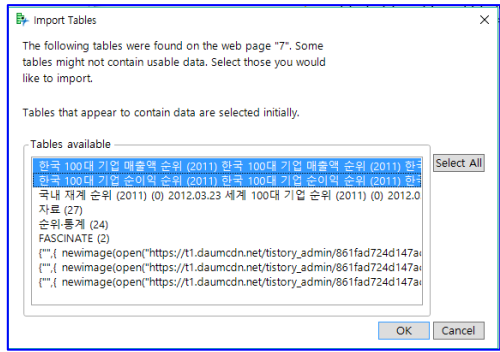 Import Tables
The following tables were found on the web page "7". Some
tables might not contain usable data. Select those you would
like to import.
Tables that appear to contain data are selected initially.
Tables available
한국 100대 기업 매출액 순위 (2011) 한국 100대 기업 매출액 순위 (2011) 한국
한국 100대 기업 순이익 순위 (2011) 한국 100대 기업 순이익 순위 (2011) 한국
국내 재계 순위 (2011) (0) 2012.03.23 세계 100대 기업 순위 (2011) (0) 2012.0
자료 (27)
순위·통계 (24)
FASCINATE (2)
{"",{ newimage(open("https://t1.daumcdn.net/tistory_admin/861fad724d147a
{"",{ newimage(open("https://t1.daumcdn.net/tistory_admin/861fad724d147a
{"",{ newimage(open("https://t1.daumcdn.net/tistory_admin/861fad724d147a
Select All
OK
Cancel